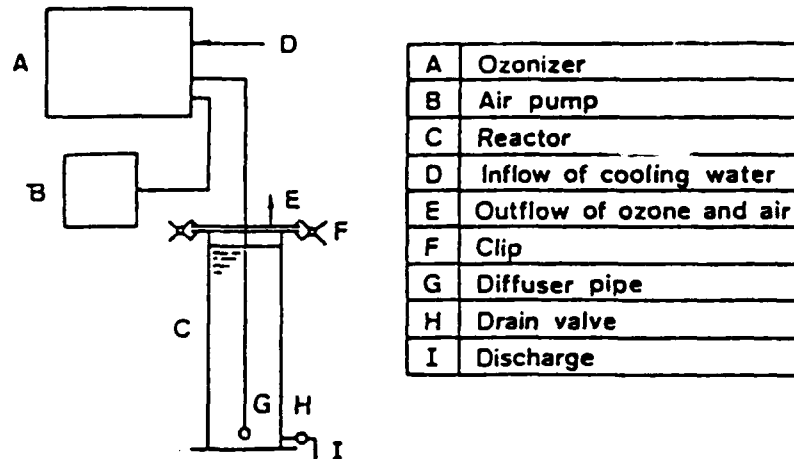 A
D
B
E
F
C
G
H
I
A Ozonizer
B Air pump
C Reactor
D Inflow of cooling water
E Outflow of ozone and air
F Clip
G Diffuser pipe
H Drain valve
I Discharge